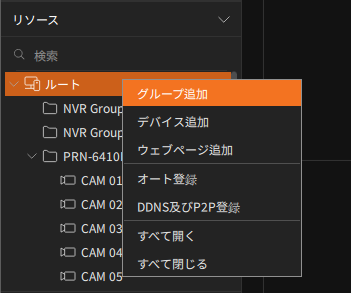 リソース
検索
ルート
グループ追加
NVR Group
デバイス追加
NVR Group
ウェブページ追加
PRN-6410
オート登録
CAM 01
DDNS及びP2P登録
CAM 02
すべて開く
CAM 03
すべて閉じる
CAM 04
CAM 05